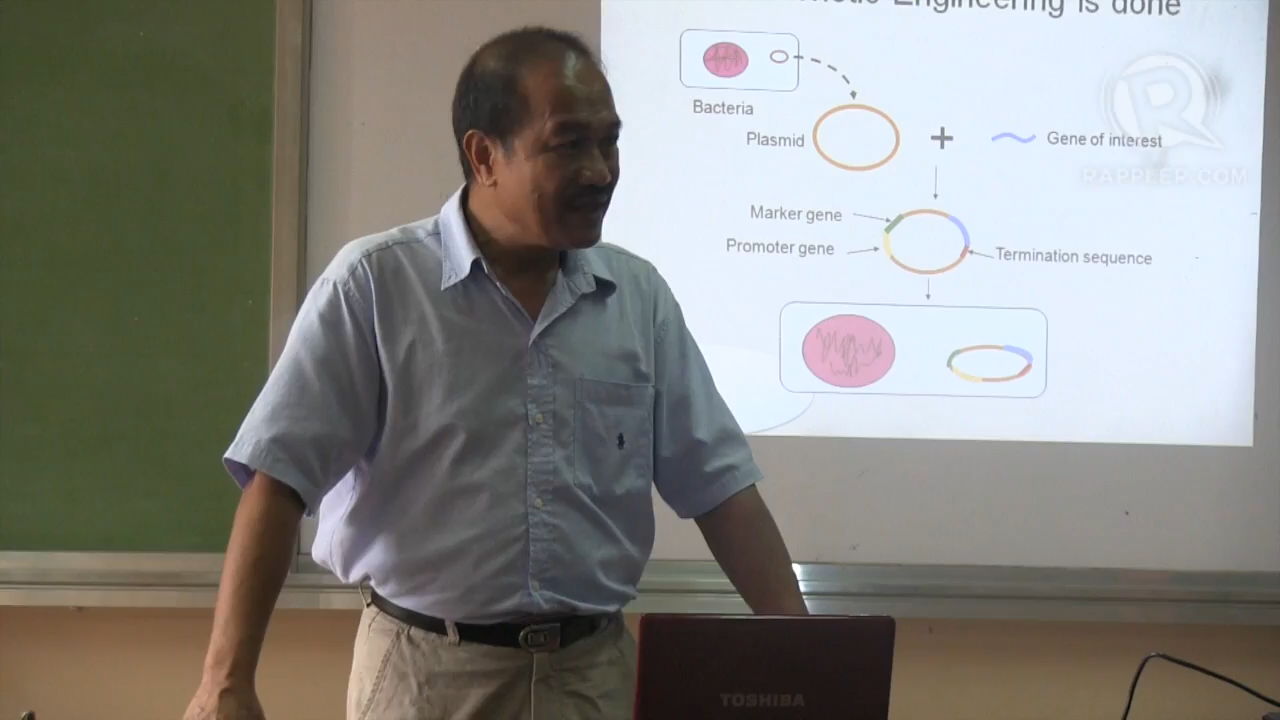 Engineering is done
Bacteria
Plasmid
+
Gene of interest
RAPPLER.COM
Marker gene
Promoter gene
Termination sequence
TOSHIBA